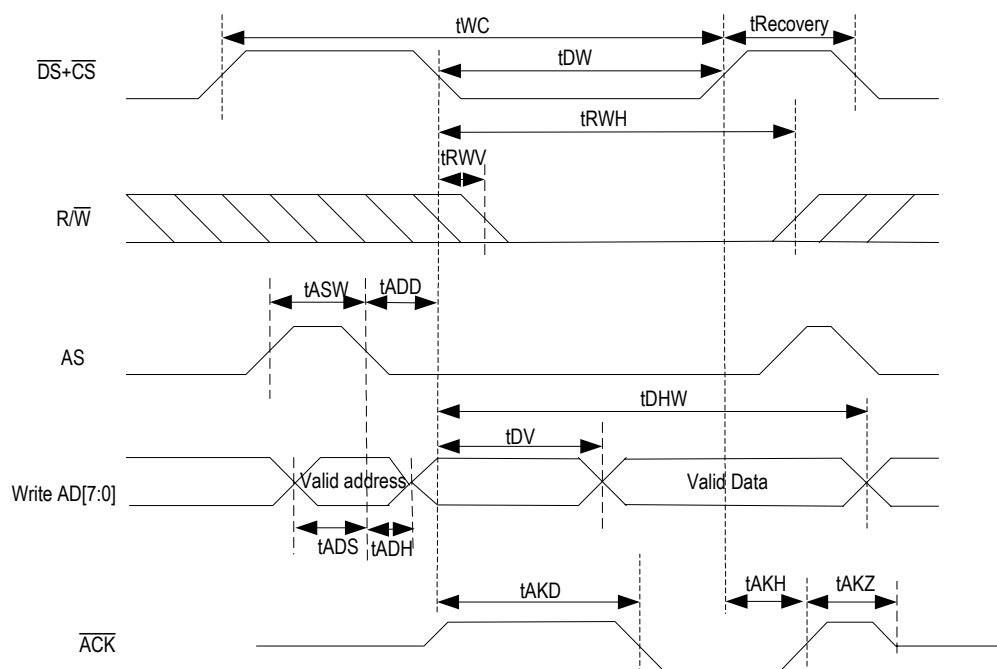 tWC
tRecovery
DS+CS
tDW
tRWH
tRWV
R/W
tASW
tADD
AS
tDHW
tDV
Write AD[7:0]
Valid address
Valid Data
tADS
tADH
tAKD
tAKH
tAKZ
ACK